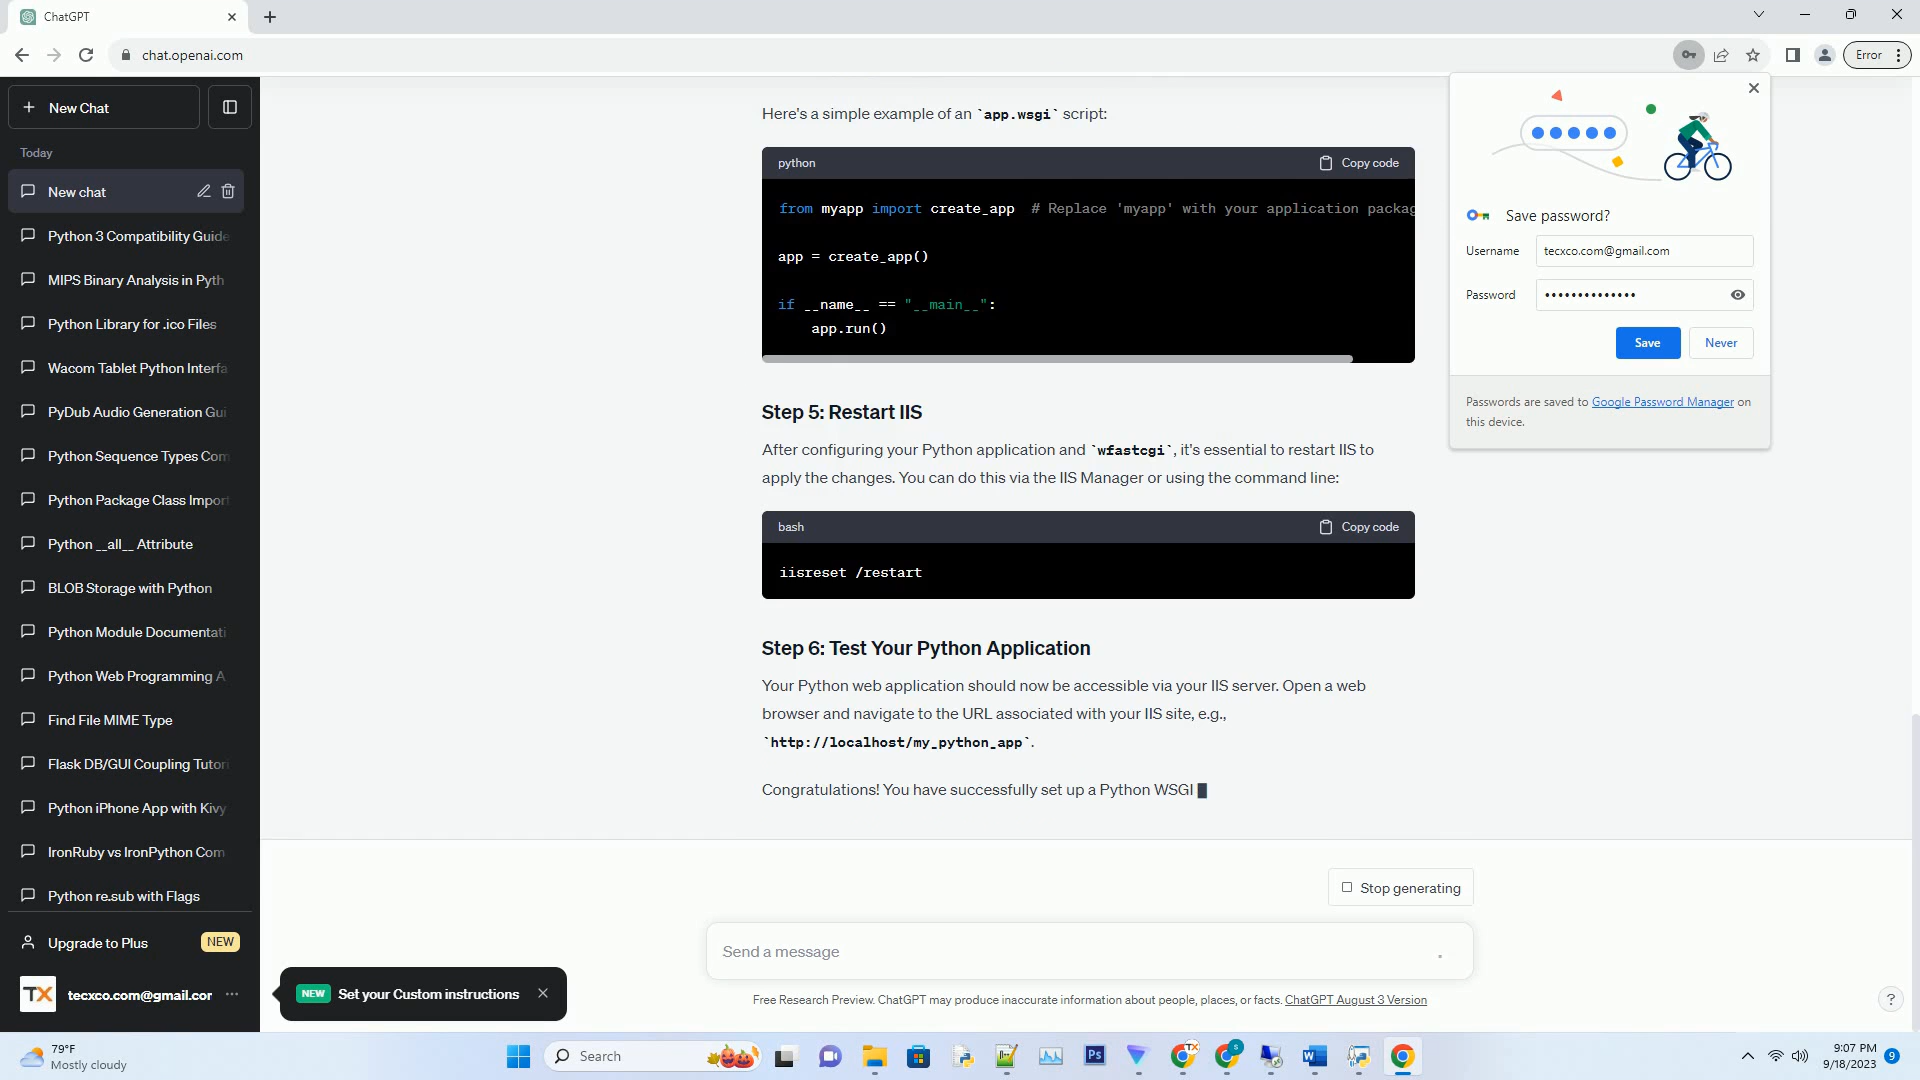 ChatGPT
chat.openai.com
Error
New Chat
Today
New chat
Python 3 Compatibility Guide
MIPS Binary Analysis in Pyth
Python Library for .ico Files
Wacom Tablet Python Interfa
PyDub Audio Generation Gui
Python Sequence Types Com
Python Package Class Import
Python __all__ Attribute
BLOB Storage with Python
Python Module Documentati
Python Web Programming A
Find File MIME Type
Flask DB/GUI Coupling Tutori
Python iPhone App with Kivy
IronRuby vs IronPython Com
Python re.sub with Flags
Upgrade to Plus NEW
TX tecxco.com@gmail.cor ...
Here's a simple example of an `app.wsgi` script:
python Copy code
from myapp import create_app # Replace 'myapp' with your application packag
app = create_app()
if __name__ == "__main__":
app.run()
Step 5: Restart IIS
After configuring your Python application and `wfastcgi`, it's essential to restart IIS to
apply the changes. You can do this via the IIS Manager or using the command line:
bash Copy code
iisreset /restart
Step 6: Test Your Python Application
Your Python web application should now be accessible via your IIS server. Open a web
browser and navigate to the URL associated with your IIS site, e.g.,
`http://localhost/my_python_app`.
Congratulations! You have successfully set up a Python WSGI
Stop generating
Send a message
Free Research Preview. ChatGPT may produce inaccurate information about people, places, or facts. ChatGPT August 3 Version
NEW Set your Custom instructions
?
Save password?
Username tecxco.com@gmail.com
Password ••••••••••••••
Save Never
Passwords are saved to Google Password Manager on
this device.
79°F
Mostly cloudy
Search
Ps
TX
S
W
9:07 PM
9/18/2023
9